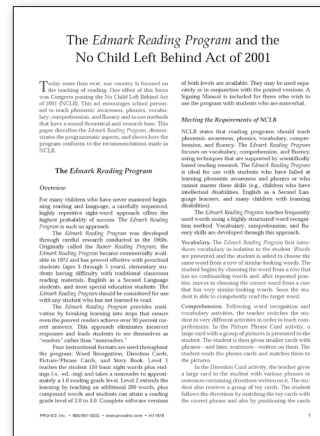 The Edmark Reading Program and the
No Child Left Behind Act of 2001
Today more than ever, our country is focused on
the teaching of reading. One effort of this focus
was Congress passing the No Child Left Behind Act
of 2001 (NCLB). This act encourages school person-
nel to teach phonemic awareness, phonics, vocabu-
lary, comprehension, and fluency and to use methods
that have a sound theoretical and research base. This
paper describes the Edmark Reading Program, demon-
strates the programmatic aspects, and shows how the
program conforms to the recommendations made in
NCLB.
The Edmark Reading Program
Overview
For many children who have never mastered begin-
ning reading and language, a carefully sequenced,
highly repetitive sight-word approach offers the
highest probability of success. The Edmark Reading
Program is such an approach.
The Edmark Reading Program was developed
through careful research conducted in the 1960s.
Originally called the Rainier Reading Program, the
Edmark Reading Program became commercially avail-
able in 1972 and has proved effective with preschool
students (ages 3 through 5 years), elementary stu-
dents having difficulty with traditional classroom
reading materials, English as a Second Language
students, and most special education students. The
Edmark Reading Program should be considered for use
with any student who has not learned to read.
The Edmark Reading Program provides moti-
vation by breaking learning into steps that ensure
even the poorest readers achieve over 90 percent cor-
rect answers. This approach eliminates incorrect
responses and leads students to see themselves as
"readers" rather than "nonreaders."
Four instructional formats are used throughout
the program: Word Recognition, Direction Cards,
Picture/Phrase Cards, and Story Books. Level 1
teaches the student 150 basic sight words plus end-
ings (-s, -ed, -ing) and takes a nonreader to approxi-
mately a 1.0 reading grade level. Level 2 extends the
learning by teaching an additional 200 words, plus
compound words and students can attain a reading
grade level of 2.0 to 3.0. Complete software versions
of both levels are available. They may be used sepa-
rately or in conjunction with the printed versions. A
Signing Manual is included for those who wish to
use the program with students who are nonverbal.
Meeting the Requirements of NCLB
NCLB states that reading programs should teach
phonemic awareness, phonics, vocabulary, compre-
hension, and fluency. The Edmark Reading Program
focuses on vocabulary, comprehension, and fluency,
using techniques that are supported by scientifically
based reading research. The Edmark Reading Program
is ideal for use with students who have failed at
learning phonemic awareness and phonics or who
cannot master these skills (e.g., children who have
intellectual disabilities, English as a Second Lan-
guage learners, and many children with learning
disabilities).
The Edmark Reading Program teaches frequently
used words using a highly structured word recogni-
tion method. Vocabulary, comprehension, and flu-
ency skills are developed through this approach.
Vocabulary. The Edmark Reading Program first intro-
duces vocabulary in isolation to the student. Words
are presented and the student is asked to choose the
same word from a row of similar-looking words. The
student begins by choosing the word from a row that
has no confusing words and, after repeated prac-
tice, moves to choosing the correct word from a row
that has very similar-looking words. Soon the stu-
dent is able to competently read the target word.
Comprehension. Following word recognition and
vocabulary activities, the teacher switches the stu-
dent to very different activities in order to teach com-
prehension. In the Picture Phrase Card activity, a
large card with a group of pictures is presented to the
student. The student is then given smaller cards with
phrases—and later, sentences—written on them. The
student reads the phrase cards and matches them to
the pictures.
In the Direction Card activity, the teacher gives
a large card to the student with various phrases or
sentences containing directions written on it. The stu-
dent also receives a group of toy cards. The student
follows the directions by matching the toy cards with
the correct phrase and also by positioning the cards
PRO-ED, Inc. • 800/897-3202 • www.proedinc.com • err1078
1